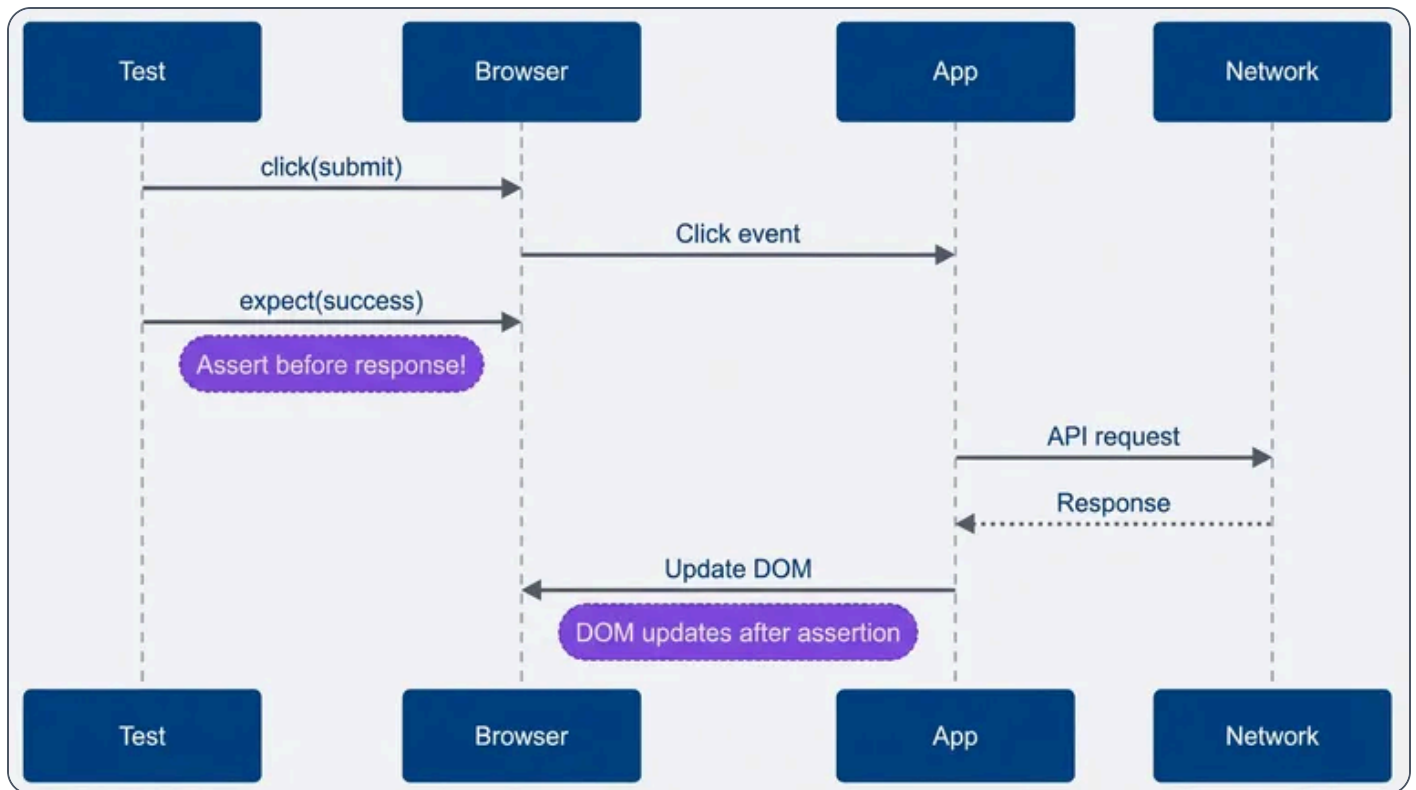 Test
Browser
App
Network
click(submit)
Click event
expect(success)
Assert before response!
API request
Response
Update DOM
DOM updates after assertion
Test
Browser
App
Network